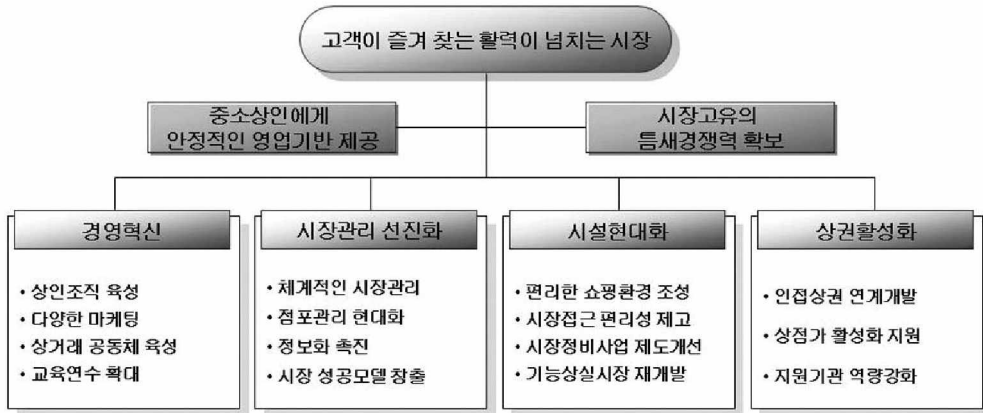 고객이 즐겨 찾는 활력이 넘치는 시장
중소상인에게
안정적인 영업기반 제공
시장고유의
틈새경쟁력 확보
경영혁신
• 상인조직 육성
• 다양한 마케팅
• 상거래 공동체 육성
• 교육연수 확대
시장관리 선진화
• 체계적인 시장관리
• 점포관리 현대화
• 정보화 촉진
• 시장 성공모델 창출
시설현대화
• 편리한 쇼핑환경 조성
• 시장접근 편리성 제고
• 시장정비사업 제도개선
• 기능상실시장 재개발
상권활성화
• 인접상권 연계개발
• 상점가 활성화 지원
• 지원기관 역량강화